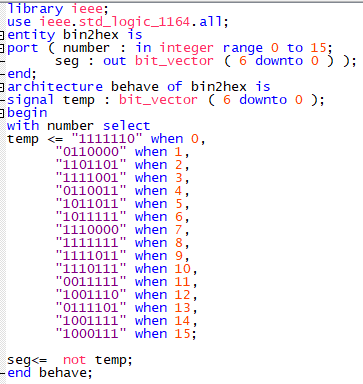 library ieee;
use ieee.std_logic_1164.all;
entity bin2hex is
port ( number : in integer range 0 to 15;
seg : out bit_vector ( 6 downto 0 ) );
end;
architecture behave of bin2hex is
signal temp : bit_vector ( 6 downto 0 );
begin
with number select
temp <= "1111110" when 0,
"0110000" when 1,
"1101101" when 2,
"1111001" when 3,
"0110011" when 4,
"1011011" when 5,
"1011111" when 6,
"1110000" when 7,
"1111111" when 8,
"1111011" when 9,
"1110111" when 10,
"0011111" when 11,
"1001110" when 12,
"0111101" when 13,
"1001111" when 14,
"1000111" when 15;
seg<= not temp;
end behave;